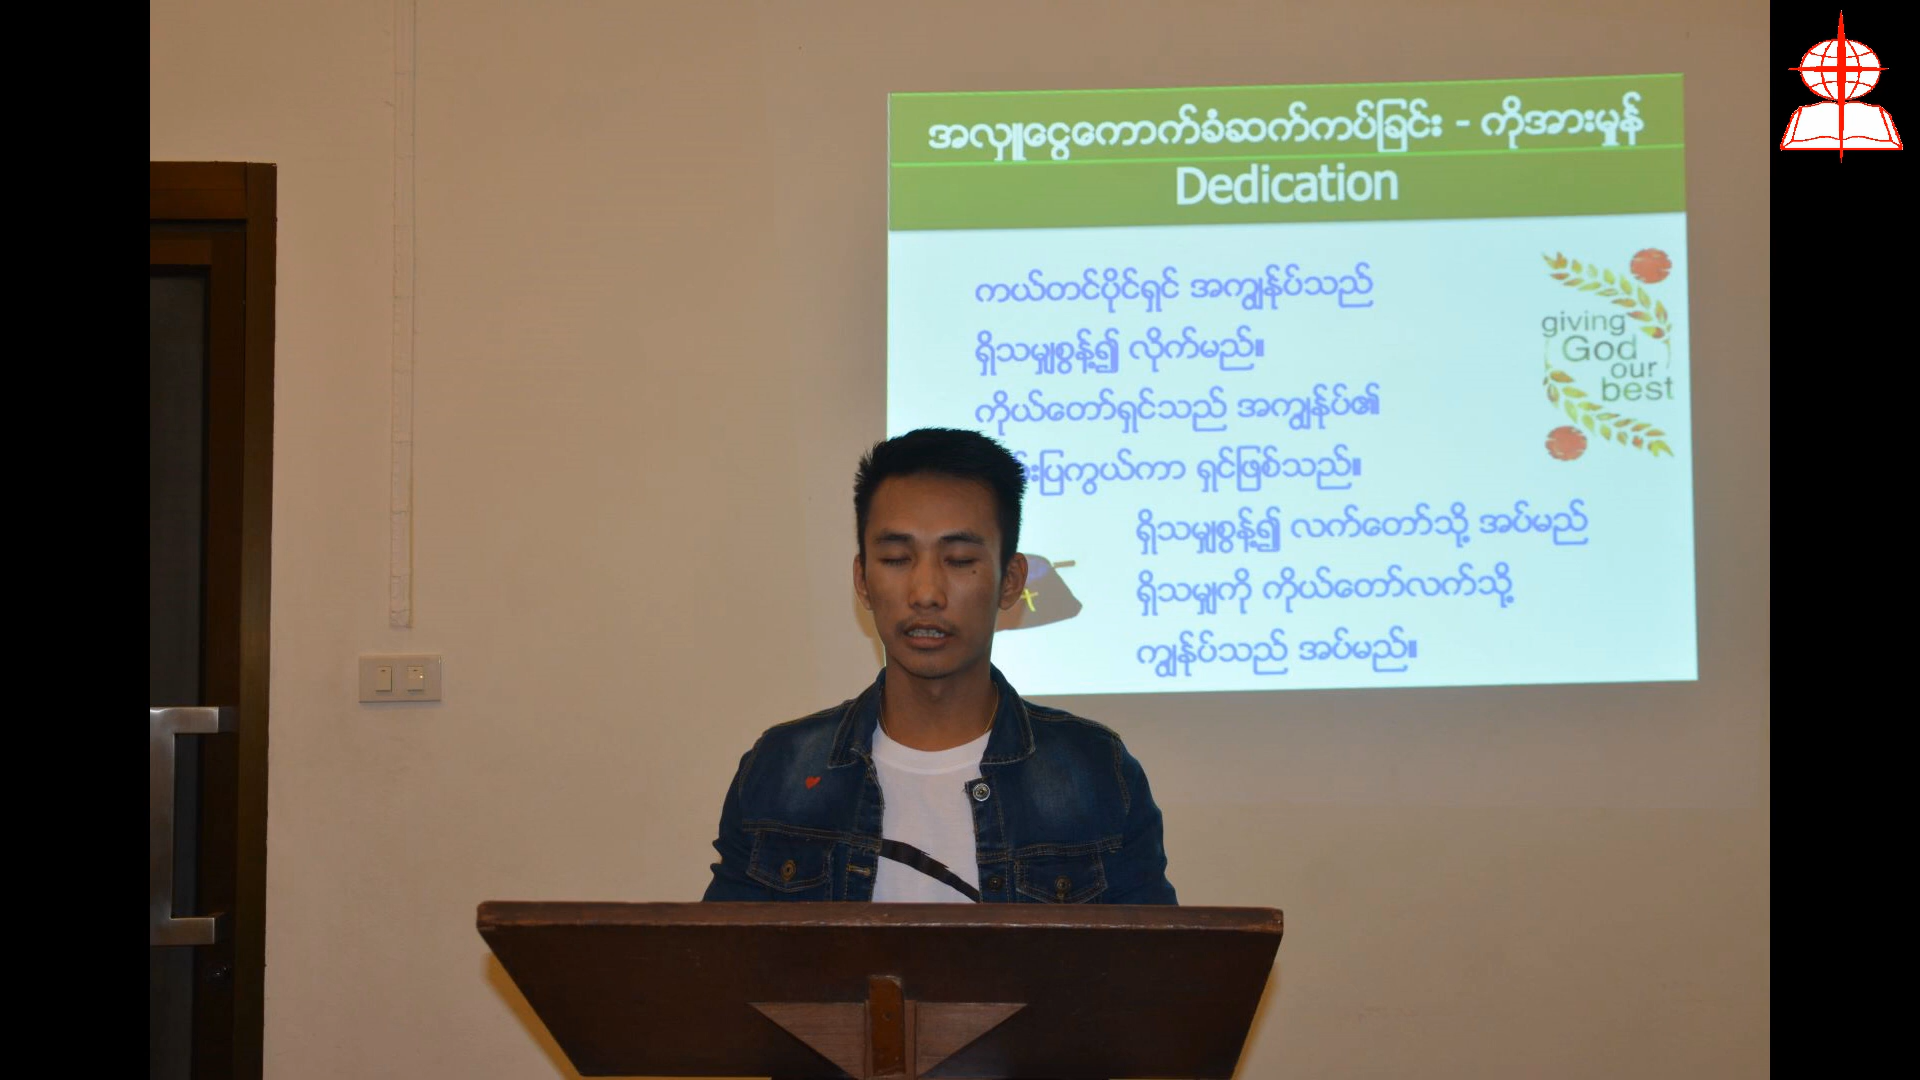 အလှူငွေကောက်ခံဆက်ကပ်ခြင်း - ကိုအားမွှန်
Dedication
ကယ်တင်ပိုင်ရှင် အကျွန်ုပ်သည်
ရှိသမျှစွန့်၍ လိုက်မည်။
ကိုယ်တော်ရှင်သည် အကျွန်ုပ်၏
ပြကွယ်ကာ ရှင်ဖြစ်သည်။
ရှိသမျှစွန့်၍ လက်တော်သို့ အပ်မည်
ရှိသမျှကို ကိုယ်တော်လက်သို့
ကျွန်ုပ်သည် အပ်မည်။
giving
God
our
best